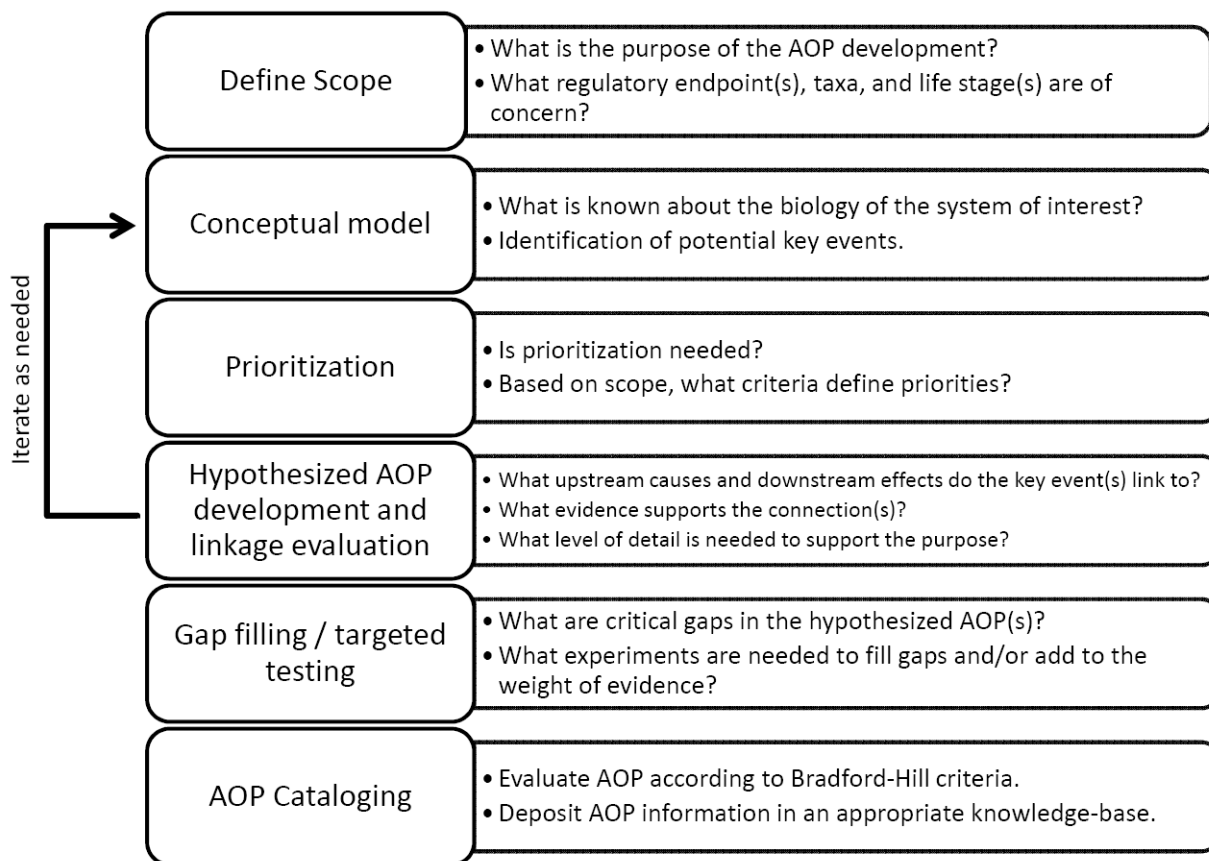 Define Scope
• What is the purpose of the AOP development?
• What regulatory endpoint(s), taxa, and life stage(s) are of
concern?
Conceptual model
• What is known about the biology of the system of interest?
• Identification of potential key events.
Iterate as needed
Prioritization
• Is prioritization needed?
• Based on scope, what criteria define priorities?
Hypothesized AOP
development and
linkage evaluation
• What upstream causes and downstream effects do the key event(s) link to?
• What evidence supports the connection(s)?
• What level of detail is needed to support the purpose?
Gap filling / targeted
testing
• What are critical gaps in the hypothesized AOP(s)?
• What experiments are needed to fill gaps and/or add to the
weight of evidence?
AOP Cataloging
• Evaluate AOP according to Bradford-Hill criteria.
• Deposit AOP information in an appropriate knowledge-base.